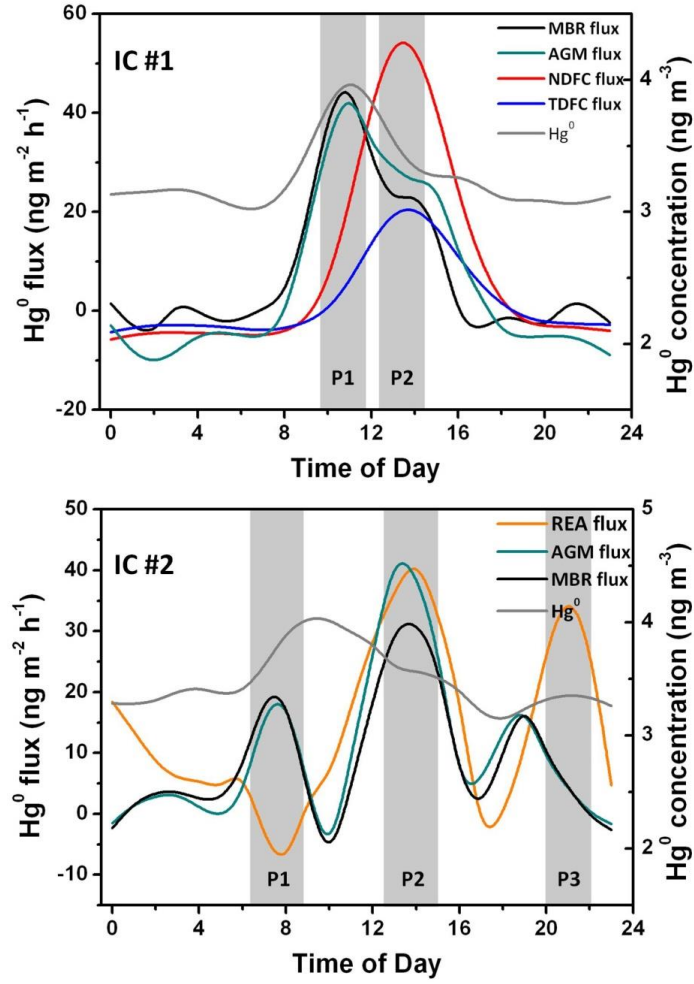 IC #1
MBR flux
AGM flux
NDFC flux
TDFC flux
Hg⁰
60
40
20
0
-20
4
3
2
P1
P2
0
4
8
12
16
20
24
Hg⁰ flux (ng m⁻² h⁻¹)
Hg⁰ concentration (ng m⁻³)
Time of Day
IC #2
REA flux
AGM flux
MBR flux
Hg⁰
50
40
30
20
10
0
-10
5
4
3
2
P1
P2
P3
0
4
8
12
16
20
24
Hg⁰ flux (ng m⁻² h⁻¹)
Hg⁰ concentration (ng m⁻³)
Time of Day